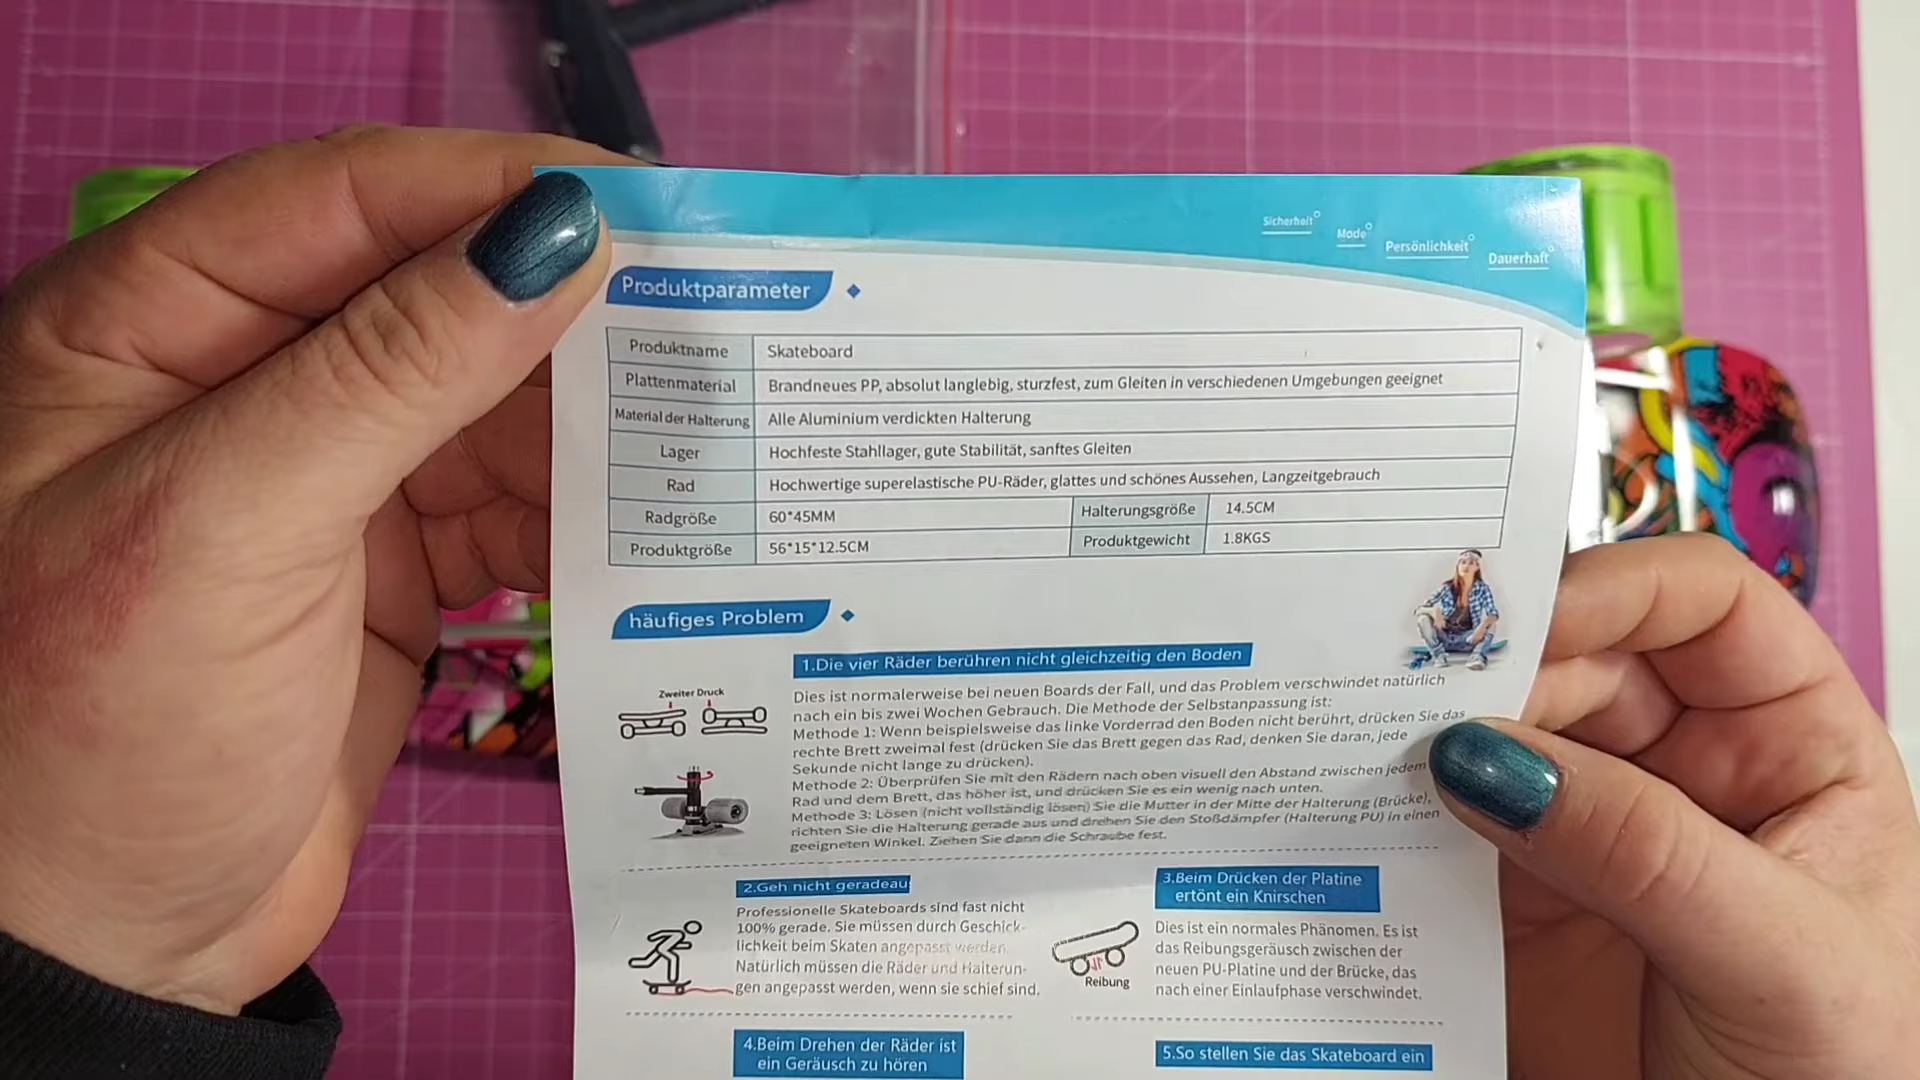 Sicherheit
Mode
Persönlichkeit
Dauerhaft
Produktparameter
Produktname Skateboard
Plattenmaterial Brandneues PP, absolut langlebig, sturzfest, zum Gleiten in verschiedenen Umgebungen geeignet
Material der Halterung Alle Aluminium verdickten Halterung
Lager Hochfeste Stahllager, gute Stabilität, sanftes Gleiten
Rad Hochwertige superelastische PU-Räder, glattes und schönes Aussehen, Langzeitgebrauch
Radgröße 60*45MM Halterungsgröße 14.5CM
Produktgröße 56*15*12.5CM Produktgewicht 1.8KGS
häufiges Problem
1.Die vier Räder berühren nicht gleichzeitig den Boden
Zweiter Druck
Dies ist normalerweise bei neuen Boards der Fall, und das Problem verschwindet natürlich
nach ein bis zwei Wochen Gebrauch. Die Methode der Selbstanpassung ist:
Methode 1: Wenn beispielsweise das linke Vorderrad den Boden nicht berührt, drücken Sie das
rechte Brett zweimal fest (drücken Sie das Brett gegen das Rad, denken Sie daran, jede
Sekunde nicht lange zu drücken).
Methode 2: Überprüfen Sie mit den Rädern nach oben visuell den Abstand zwischen jedem
Rad und dem Brett, das höher ist, und drücken Sie es ein wenig nach unten.
Methode 3: Lösen (nicht vollständig lösen) Sie die Mutter in der Mitte der Halterung (Brücke),
richten Sie die Halterung gerade aus und drehen Sie den Stoßdämpfer (Halterung PU) in einen
geeigneten Winkel. Ziehen Sie dann die Schraube fest.
2.Geh nicht geradeau
Professionelle Skateboards sind fast nicht
100% gerade. Sie müssen durch Geschick-
lichkeit beim Skaten angepasst werden.
Natürlich müssen die Räder und Halterun-
gen angepasst werden, wenn sie schief sind.
3.Beim Drücken der Platine
ertönt ein Knirschen
Reibung
Dies ist ein normales Phänomen. Es ist
das Reibungsgeräusch zwischen der
neuen PU-Platine und der Brücke, das
nach einer Einlaufphase verschwindet.
4.Beim Drehen der Räder ist
ein Geräusch zu hören
5.So stellen Sie das Skateboard ein